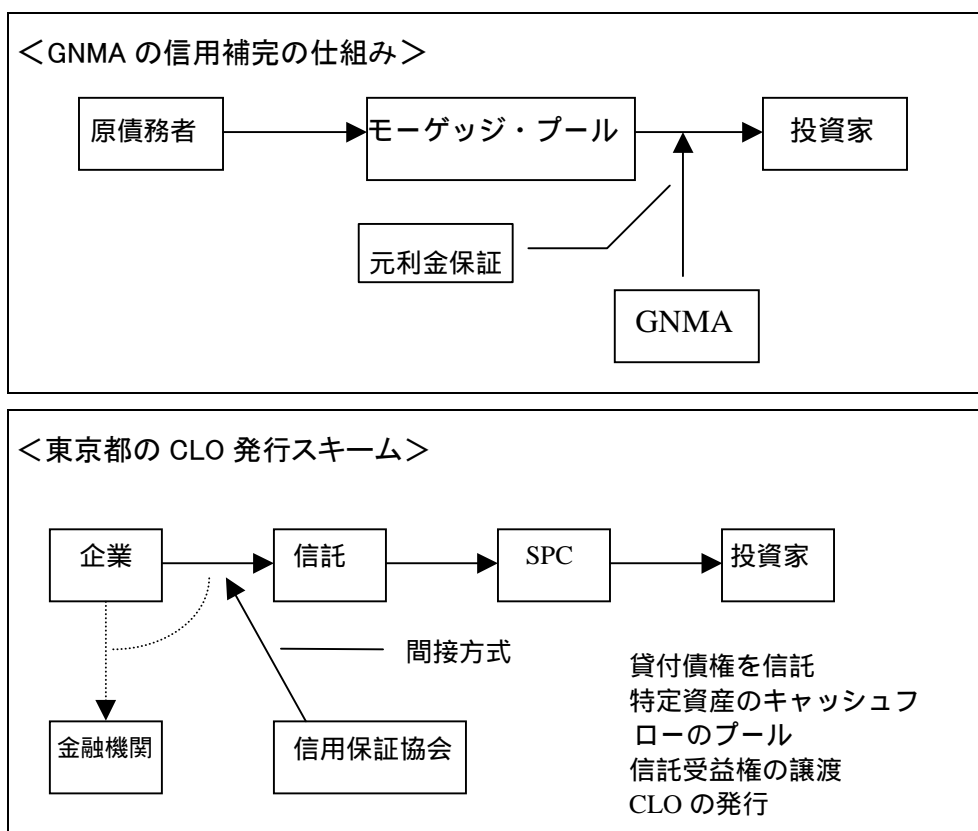 ＜GNMA の信用補完の仕組み＞
原債務者
モーゲッジ・プール
投資家
元利金保証
GNMA
＜東京都の CLO 発行スキーム＞
企業
信託
SPC
投資家
間接方式
金融機関
信用保証協会
貸付債権を信託
特定資産のキャッシュフ
ローのプール
信託受益権の譲渡
CLO の発行